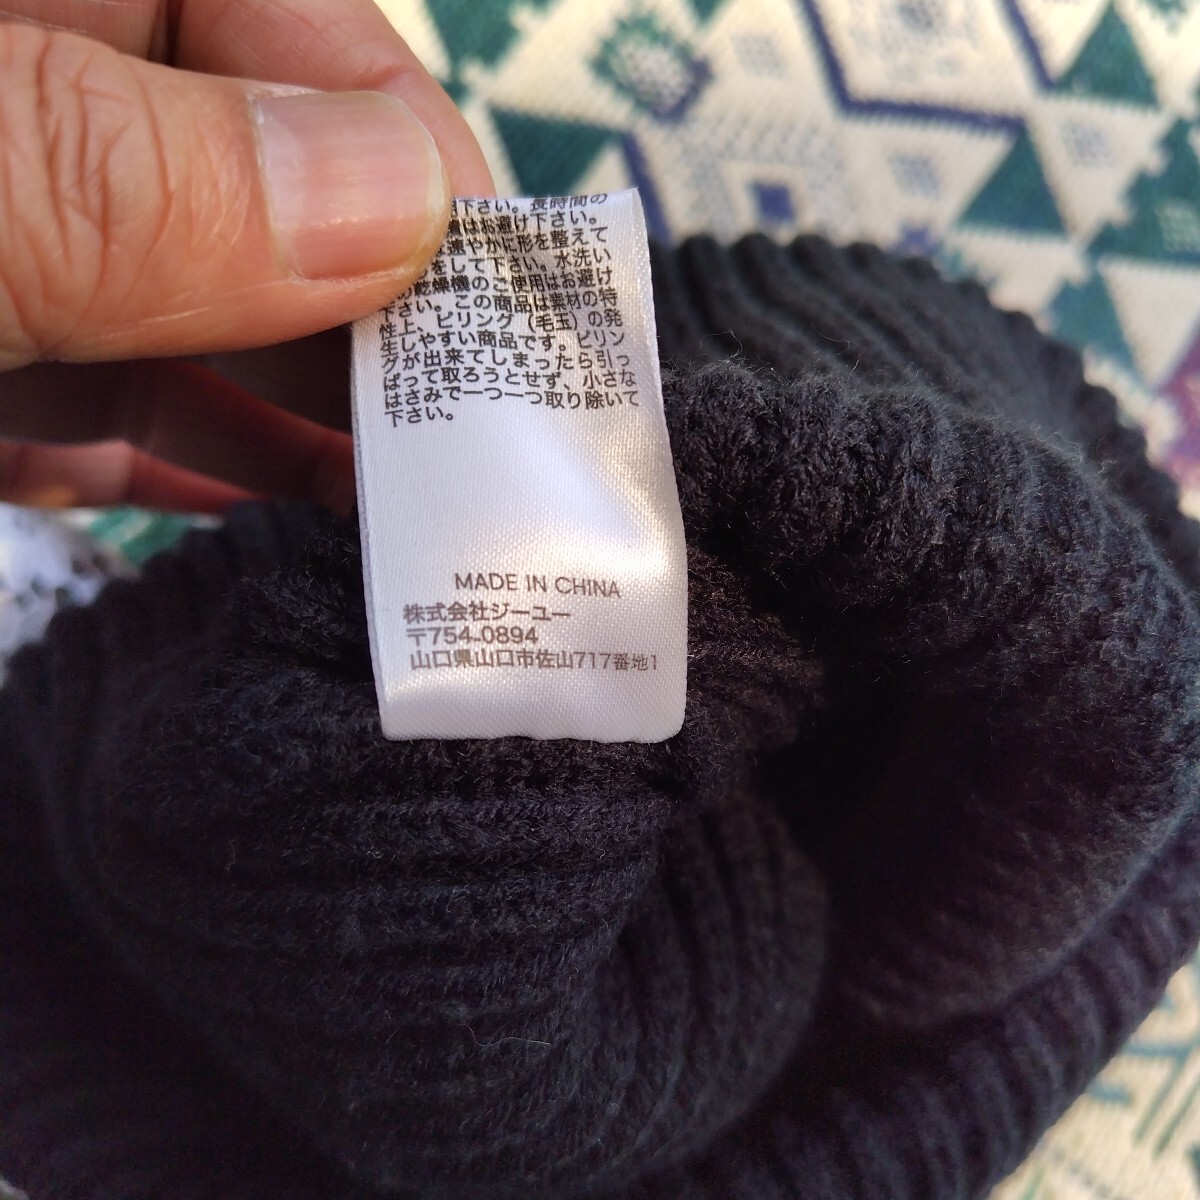 下さい。長時間の
はお避け下さい。
速やかに形を整えて
をして下さい。水洗い
乾燥機のご使用はお避け
下さい。この商品は素材の特
性上、ピリング（毛玉）の発
生しやすい商品です。ピリン
グが出来てしまったら引っ
ぱって取ろうとせず、小さな
はさみで一つ一つ取り除いて
下さい。
MADE IN CHINA
株式会社ジーユー
〒754-0894
山口県山口市佐山717番地1